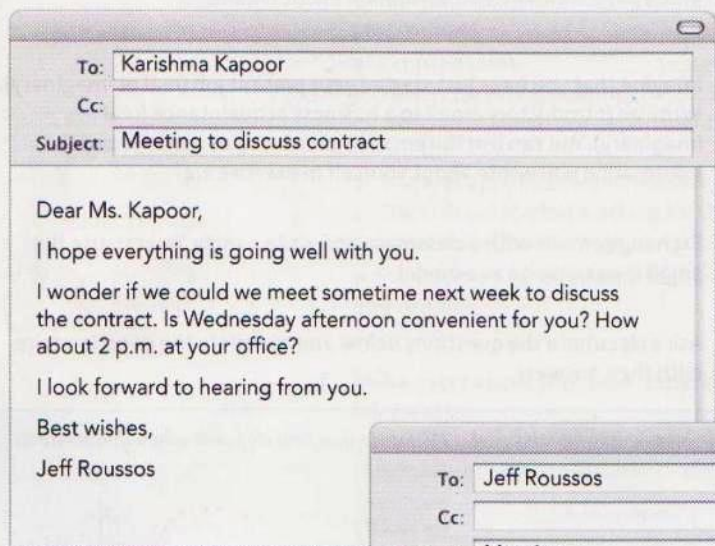 To: Karishma Kapoor
Cc:
Subject: Meeting to discuss contract
Dear Ms. Kapoor,
I hope everything is going well with you.
I wonder if we could we meet sometime next week to discuss
the contract. Is Wednesday afternoon convenient for you? How
about 2 p.m. at your office?
I look forward to hearing from you.
Best wishes,
Jeff Roussos
To: Jeff Roussos
Cc: